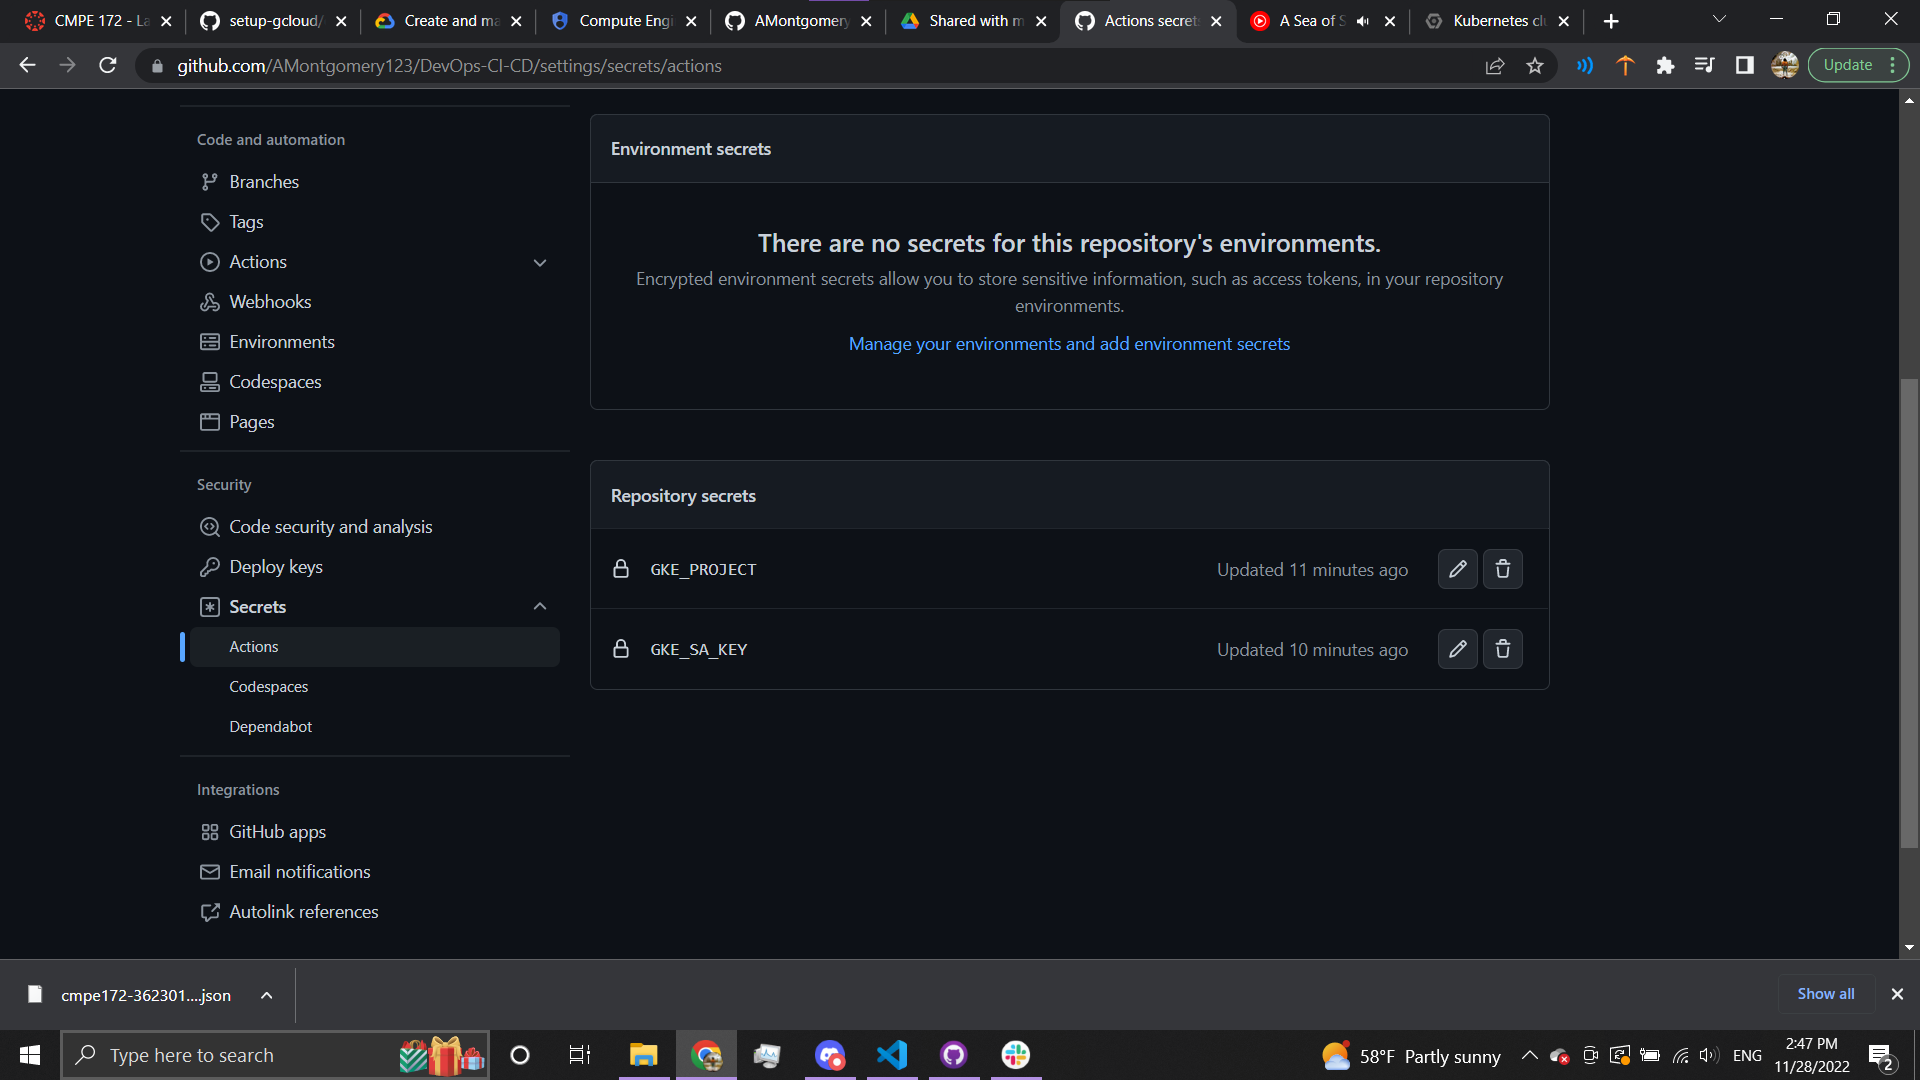 CMPE 172 - La
setup-gcloud/
Create and ma
Compute Engi
AMontgomery
Shared with m
Actions secret
A Sea of S
Kubernetes clu
github.com/AMontgomery123/DevOps-CI-CD/settings/secrets/actions
Update
Code and automation
Branches
Tags
Actions
Webhooks
Environments
Codespaces
Pages
Security
Code security and analysis
Deploy keys
Secrets
Actions
Codespaces
Dependabot
Integrations
GitHub apps
Email notifications
Autolink references
Environment secrets
There are no secrets for this repository's environments.
Encrypted environment secrets allow you to store sensitive information, such as access tokens, in your repository
environments.
Manage your environments and add environment secrets
Repository secrets
GKE_PROJECT
Updated 11 minutes ago
GKE_SA_KEY
Updated 10 minutes ago
cmpe172-362301....json
Show all
Type here to search
58°F Partly sunny
ENG
2:47 PM
11/28/2022
2